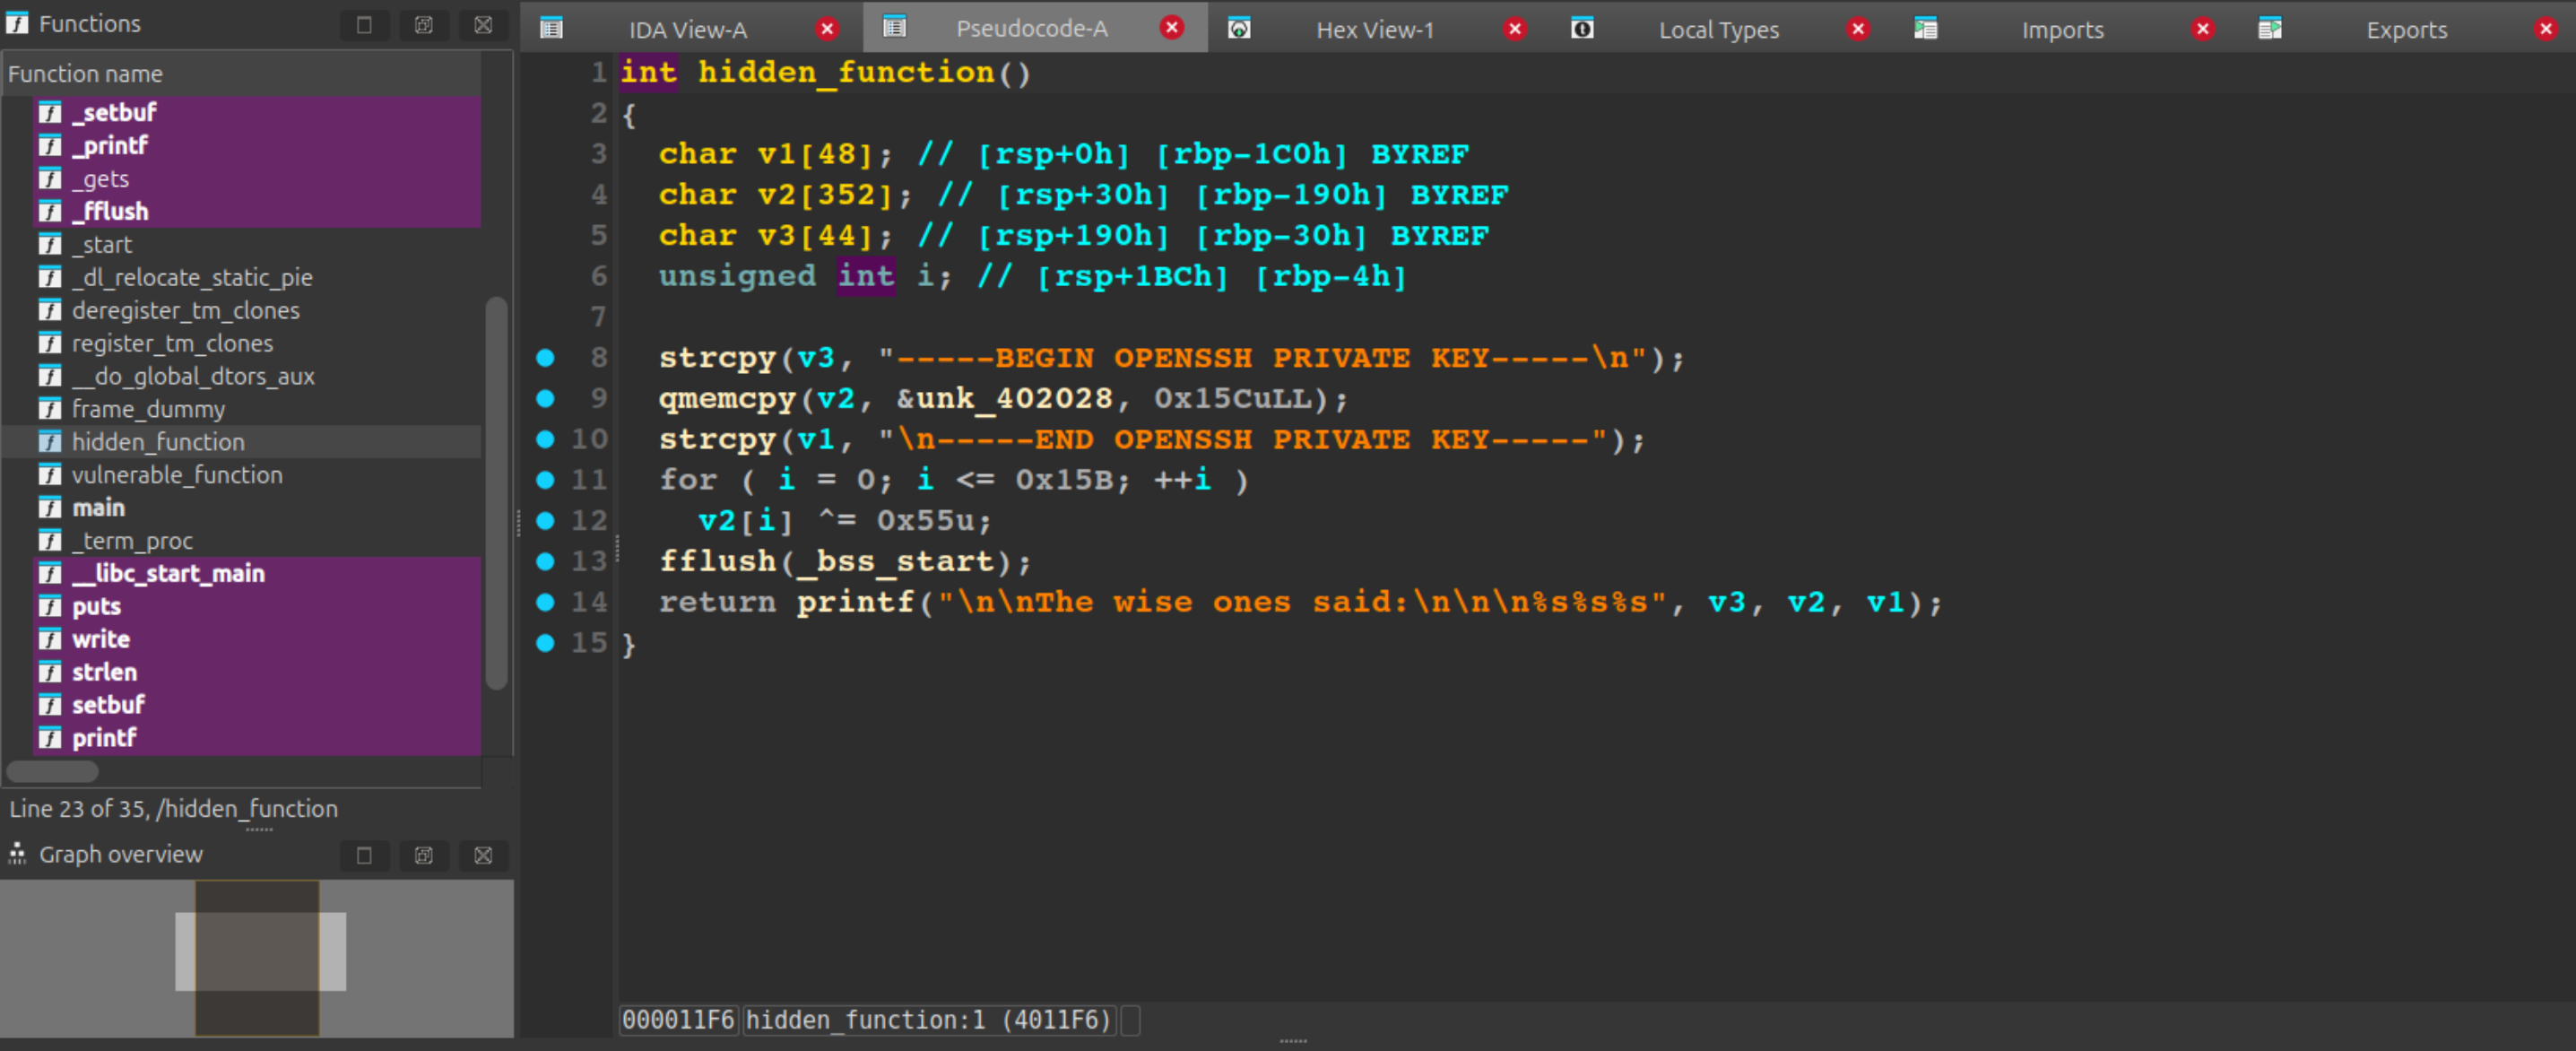 Functions
Function name
_setbuf
_printf
_gets
_fflush
_start
_dl_relocate_static_pie
deregister_tm_clones
register_tm_clones
__do_global_dtors_aux
frame_dummy
hidden_function
vulnerable_function
main
_term_proc
__libc_start_main
puts
write
strlen
setbuf
printf
Line 23 of 35, /hidden_function
Graph overview
IDA View-A Pseudocode-A Hex View-1 Local Types Imports Exports
1 int hidden_function()
2 {
3   char v1[48]; // [rsp+0h] [rbp-1C0h] BYREF
4   char v2[352]; // [rsp+30h] [rbp-190h] BYREF
5   char v3[44]; // [rsp+190h] [rbp-30h] BYREF
6   unsigned int i; // [rsp+1BCh] [rbp-4h]
7
8   strcpy(v3, "-----BEGIN OPENSSH PRIVATE KEY-----\n");
9   qmemcpy(v2, &unk_402028, 0x15CuLL);
10   strcpy(v1, "\n-----END OPENSSH PRIVATE KEY-----");
11   for ( i = 0; i <= 0x15B; ++i )
12     v2[i] ^= 0x55u;
13   fflush(_bss_start);
14   return printf("\n\nThe wise ones said:\n\n\n%s%s%s", v3, v2, v1);
15 }
000011F6 hidden_function:1 (4011F6)